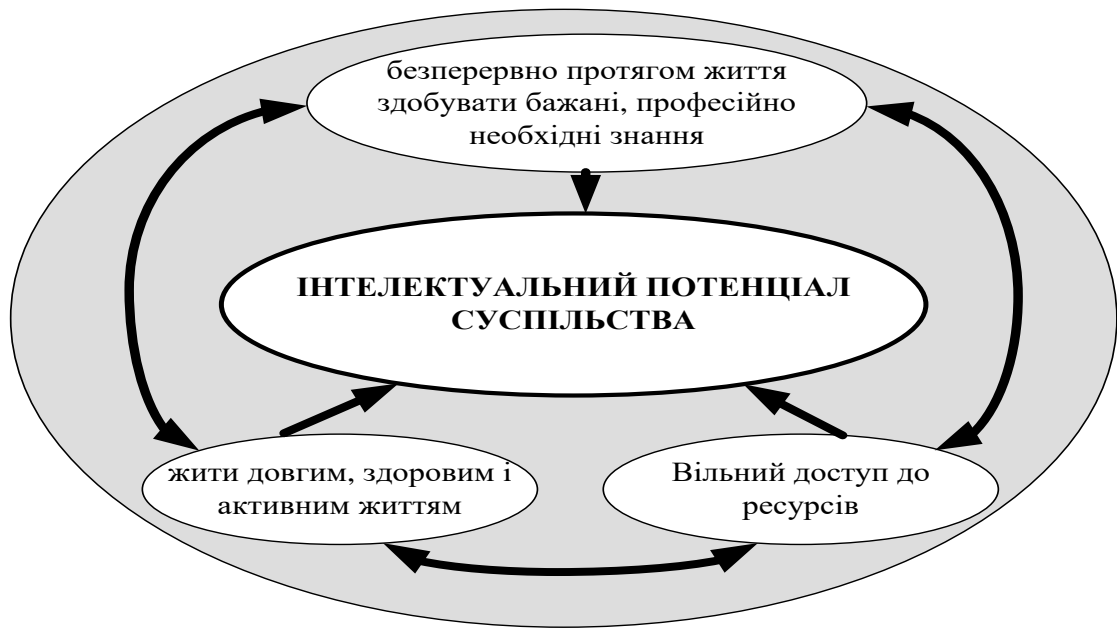 безперервно протягом життя
здобувати бажані, професійно
необхідні знання
ІНТЕЛЕКТУАЛЬНИЙ ПОТЕНЦІАЛ
СУСПІЛЬСТВА
жити довгим, здоровим і
активним життям
Вільний доступ до
ресурсів